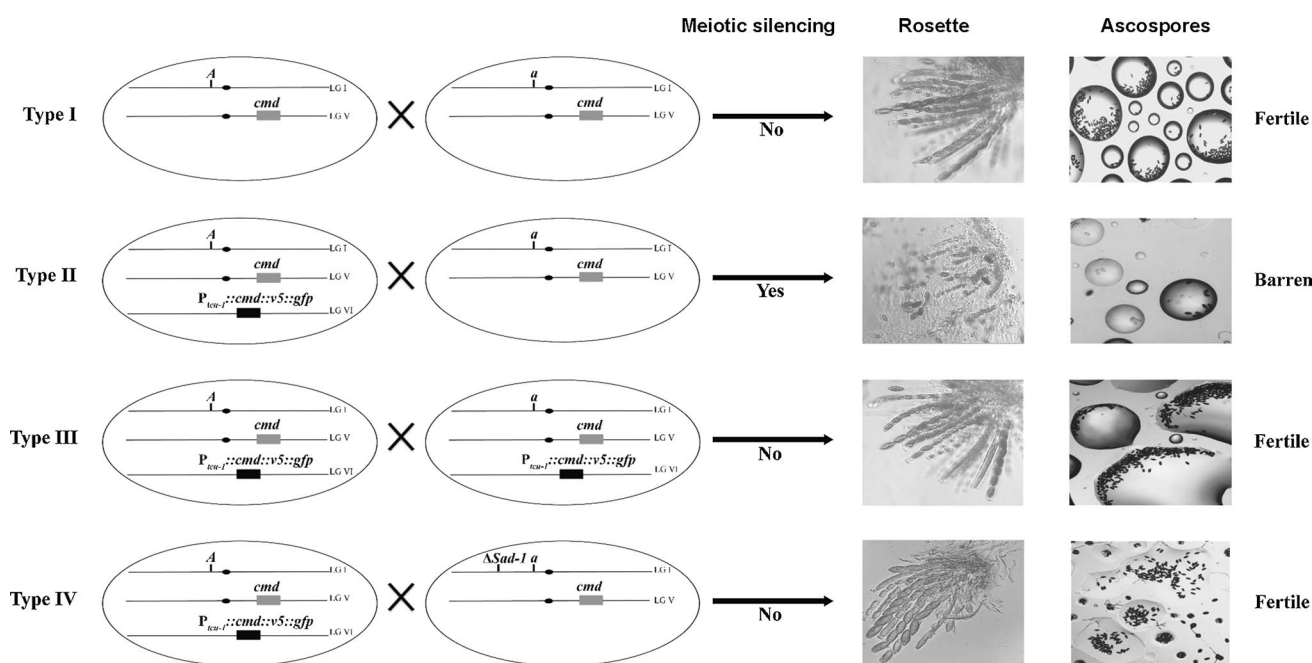 Meiotic silencing Rosette Ascospores
A LG I a LG I
Type I cmd LG V cmd LG V No Fertile
A LG I a LG I
Type II cmd LG V cmd LG V Yes Barren
Ptcu-1::cmd::v5::gfp LG VI
A LG I a LG I
Type III cmd LG V cmd LG V No Fertile
Ptcu-1::cmd::v5::gfp LG VI Ptcu-1::cmd::v5::gfp LG VI
A LG I ΔSad-1 a LG I
Type IV cmd LG V cmd LG V No Fertile
Ptcu-1::cmd::v5::gfp LG VI